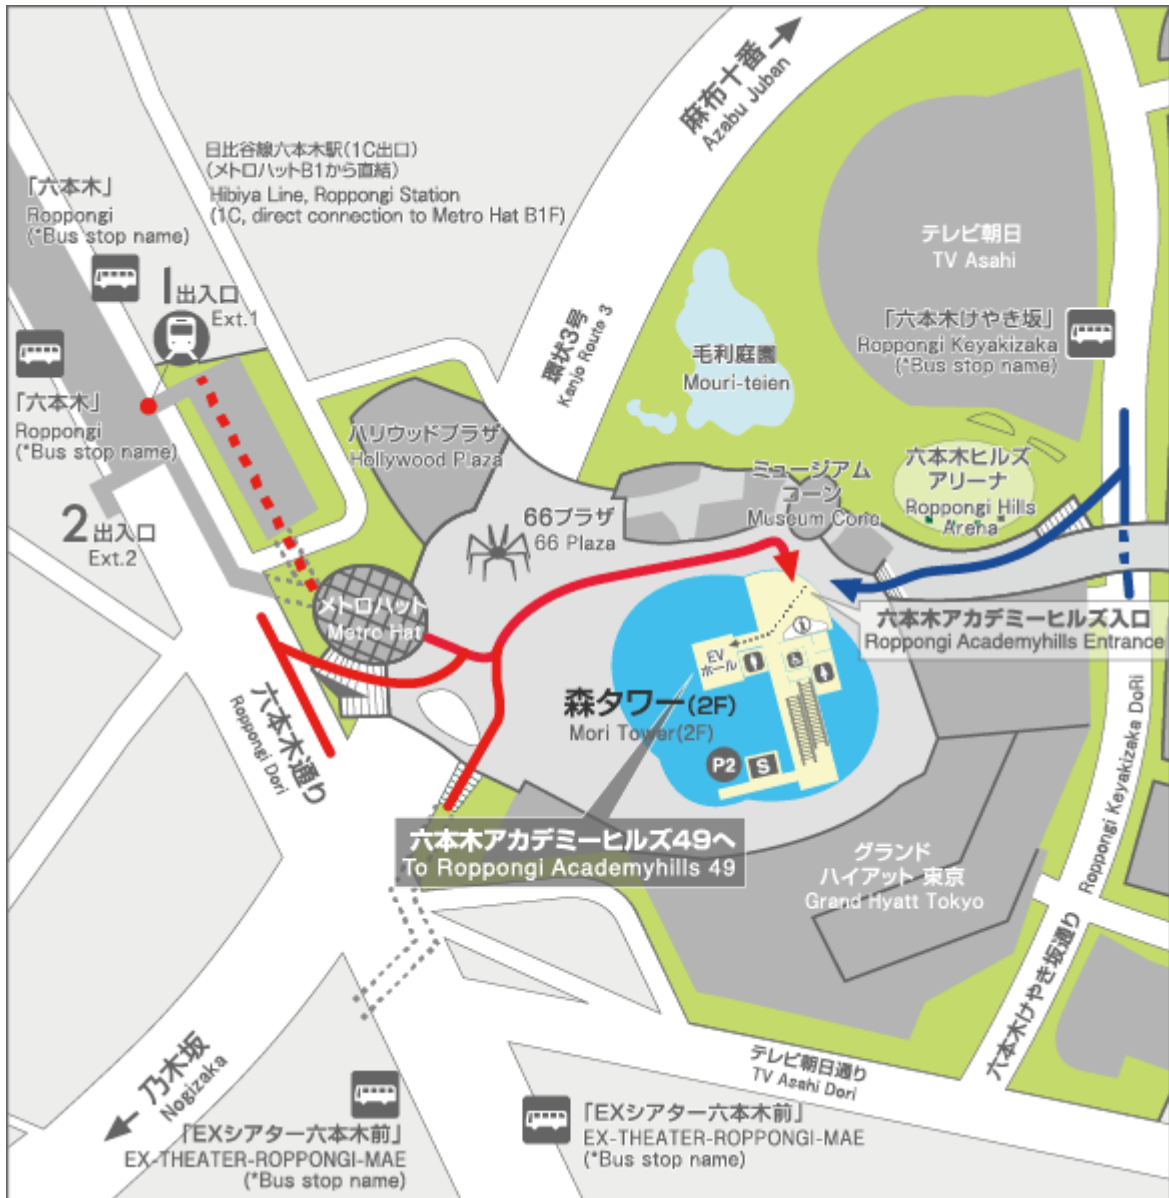 麻布十番
Azabu Juban
日比谷線六本木駅(1C出口)
(メトロハットB1から直結)
Hibiya Line, Roppongi Station
(1C, direct connection to Metro Hat B1F)
「六本木」
Roppongi
(*Bus stop name)
1出入口
Ext.1
「六本木」
Roppongi
(*Bus stop name)
2出入口
Ext.2
テレビ朝日
TV Asahi
「六本木けやき坂」
Roppongi Keyakizaka
(*Bus stop name)
環状3号
Kanjo Route 3
毛利庭園
Mouri-teien
ハリウッドプラザ
Hollywood Plaza
66プラザ
66 Plaza
ミュージアム
コーン
Museum Cone
六本木ヒルズ
アリーナ
Roppongi Hills
Arena
メトロハット
Metro Hat
六本木アカデミーヒルズ入口
Roppongi Academyhills Entrance
i
EV
ホール
森タワー(2F)
Mori Tower(2F)
P2
S
六本木通り
Roppongi Dori
六本木アカデミーヒルズ49へ
To Roppongi Academyhills 49
グランド
ハイアット 東京
Grand Hyatt Tokyo
六本木けやき坂通り
Roppongi Keyakizaka DoRi
テレビ朝日通り
TV Asahi Dori
乃木坂
Nogizaka
「EXシアター六本木前」
EX-THEATER-ROPPONGI-MAE
(*Bus stop name)
「EXシアター六本木前」
EX-THEATER-ROPPONGI-MAE
(*Bus stop name)